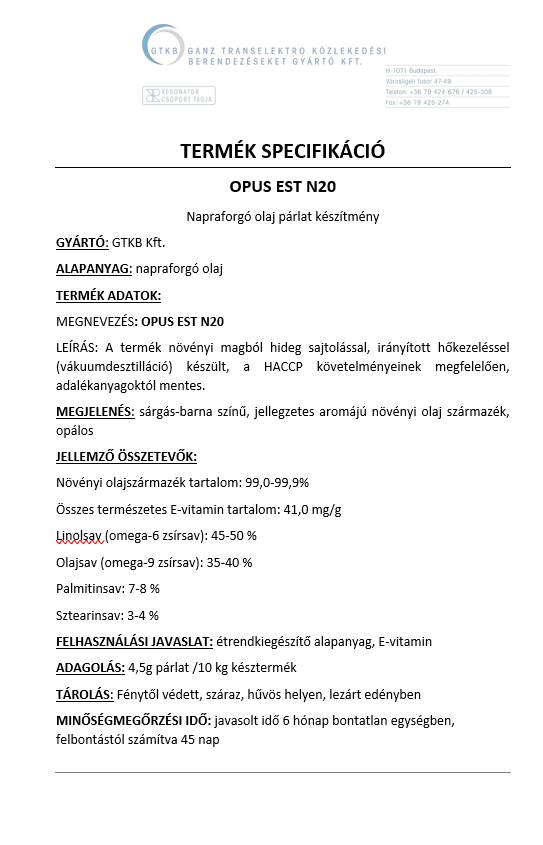 GTKB GANZ TRANSELEKTRO KÖZLEKEDÉSI
BERENDEZÉSEKET GYÁRTÓ KFT.
H-1071 Budapest.
Városligeti fasor 47-49.
Telefon: +36 79 424-676 / 425-308
Fax: +36 79 425-274
RESONATOR
CSOPORT TAGJA
TERMÉK SPECIFIKÁCIÓ
OPUS EST N20
Napraforgó olaj párlat készítmény
GYÁRTÓ: GTKB Kft.
ALAPANYAG: napraforgó olaj
TERMÉK ADATOK:
MEGNEVEZÉS: OPUS EST N20
LEÍRÁS: A termék növényi magból hideg sajtolással, irányított hőkezeléssel
(vákuumdesztilláció) készült, a HACCP követelményeinek megfelelően,
adalékanyagoktól mentes.
MEGJELENÉS: sárgás-barna színű, jellegzetes aromájú növényi olaj származék,
opálos
JELLEMZŐ ÖSSZETEVŐK:
Növényi olajszármazék tartalom: 99,0-99,9%
Összes természetes E-vitamin tartalom: 41,0 mg/g
Linolsav (omega-6 zsírsav): 45-50 %
Olajsav (omega-9 zsírsav): 35-40 %
Palmitinsav: 7-8 %
Sztearinsav: 3-4 %
FELHASZNÁLÁSI JAVASLAT: étrendkiegészítő alapanyag, E-vitamin
ADAGOLÁS: 4,5g párlat /10 kg késztermék
TÁROLÁS: Fénytől védett, száraz, hűvös helyen, lezárt edényben
MINŐSÉGMEGŐRZÉSI IDŐ: javasolt idő 6 hónap bontatlan egységben,
felbontástól számítva 45 nap